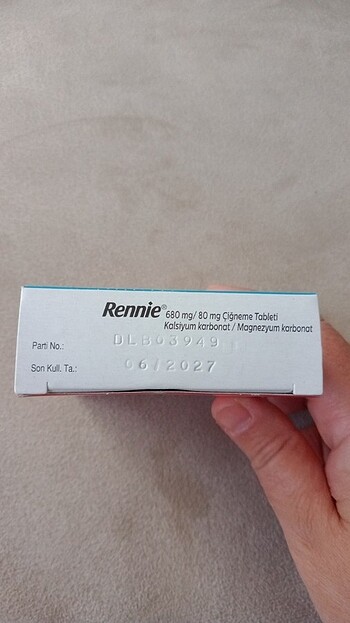 Rennie® 680 mg/ 80 mg Çiğneme Tableti
Kalsiyum karbonat / Magnezyum karbonat
Parti No.: DLB03949
Son Kull. Ta.: 06/2027